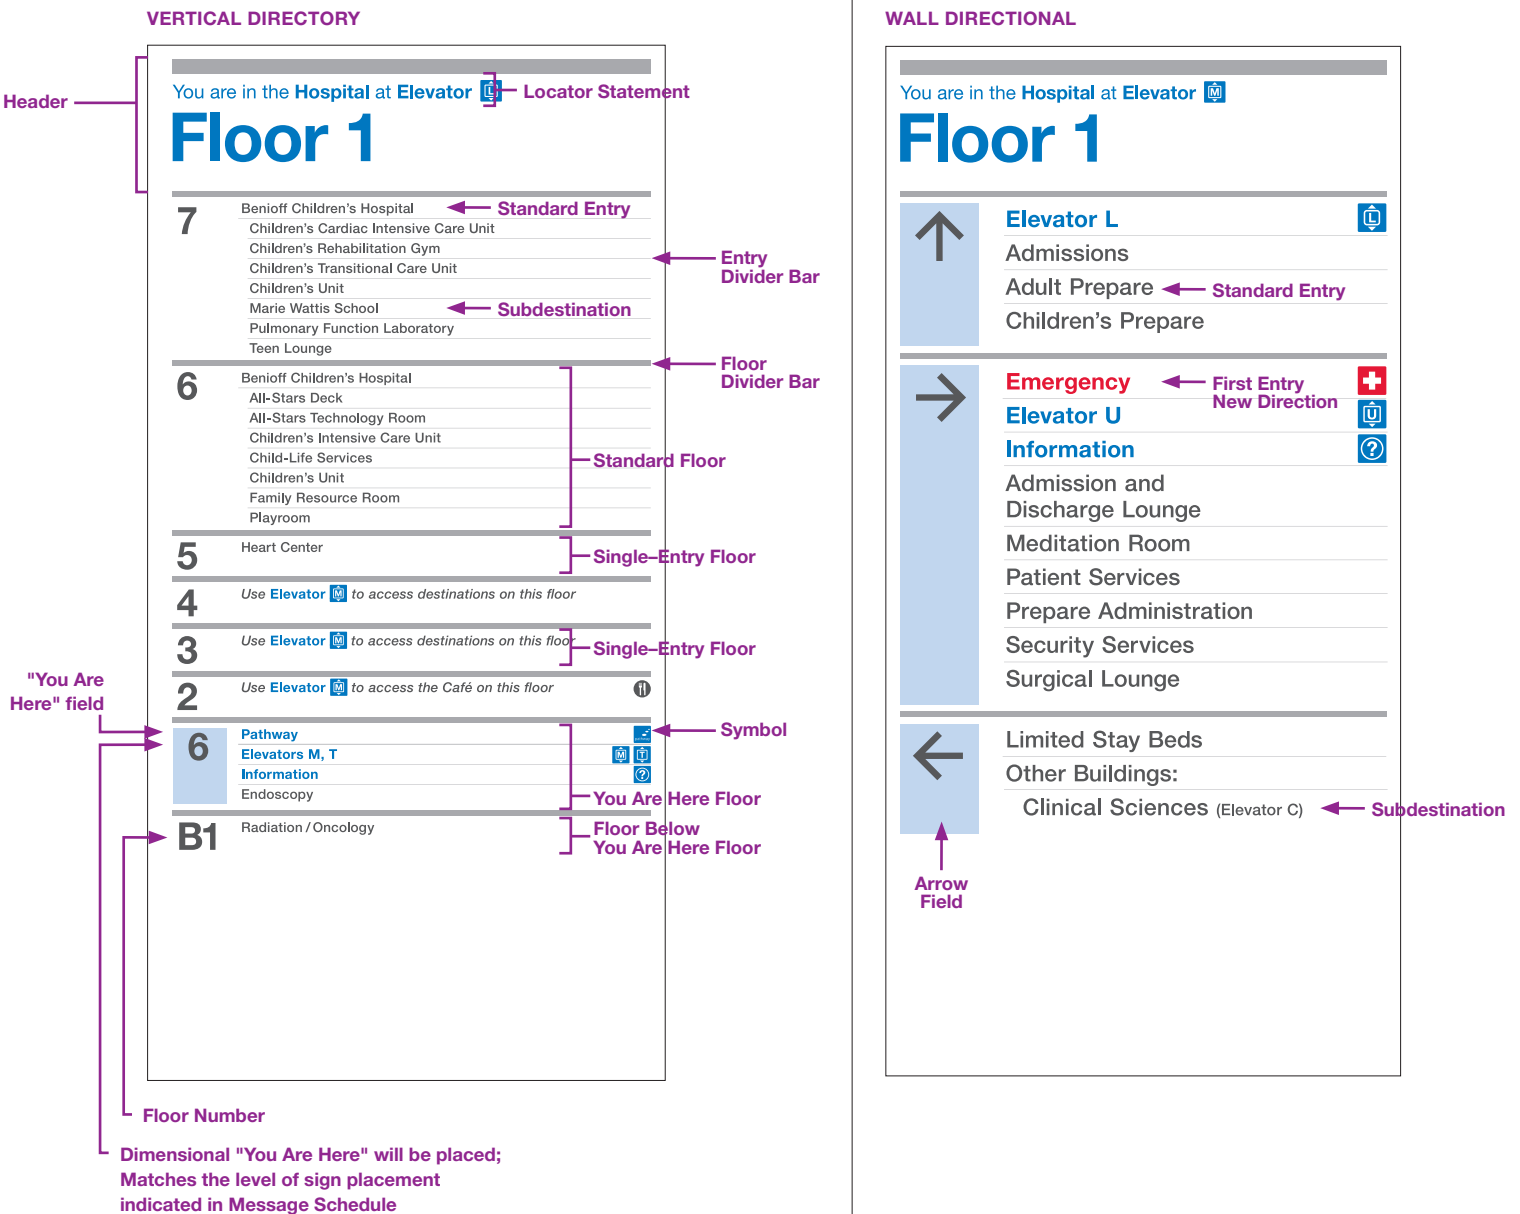 VERTICAL DIRECTORY
Header
You are in the Hospital at Elevator L
Locator Statement
Floor 1
7
Benioff Children's Hospital
Standard Entry
Children's Cardiac Intensive Care Unit
Children's Rehabilitation Gym
Entry
Divider Bar
Children's Transitional Care Unit
Children's Unit
Marie Wattis School
Subdestination
Pulmonary Function Laboratory
Teen Lounge
Floor
Divider Bar
6
Benioff Children's Hospital
All-Stars Deck
All-Stars Technology Room
Children's Intensive Care Unit
Child-Life Services
Standard Floor
Children's Unit
Family Resource Room
Playroom
5
Heart Center
Single–Entry Floor
4
Use Elevator M to access destinations on this floor
3
Use Elevator M to access destinations on this floor
Single–Entry Floor
"You Are
Here" field
2
Use Elevator M to access the Café on this floor
6
Pathway
Symbol
Elevators M, T
M T
Information
?
Endoscopy
You Are Here Floor
B1
Radiation / Oncology
Floor Below
You Are Here Floor
Floor Number
Dimensional "You Are Here" will be placed;
Matches the level of sign placement
indicated in Message Schedule
WALL DIRECTIONAL
You are in the Hospital at Elevator M
Floor 1
Elevator L
L
Admissions
Adult Prepare
Standard Entry
Children's Prepare
Emergency
First Entry
New Direction
Elevator U
U
Information
?
Admission and
Discharge Lounge
Meditation Room
Patient Services
Prepare Administration
Security Services
Surgical Lounge
Limited Stay Beds
Other Buildings:
Clinical Sciences (Elevator C)
Subdestination
Arrow
Field